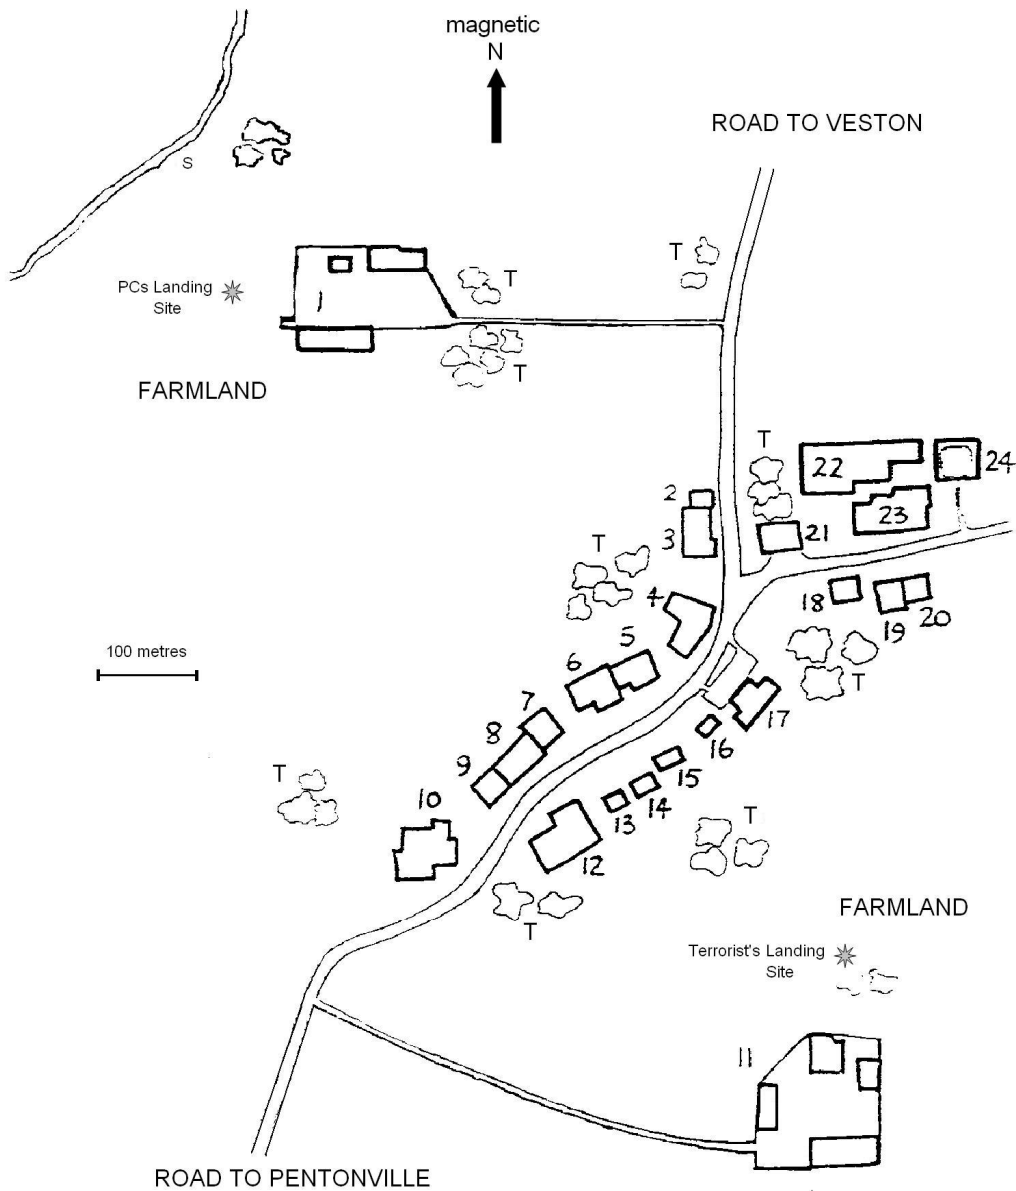 magnetic
N
ROAD TO VESTON
S
T
T
PCs Landing
Site
1
T
FARMLAND
T
22
24
2
23
21
3
T
4
18
19
20
5
100 metres
6
T
7
17
8
16
9
15
T
10
14
13
T
12
FARMLAND
T
Terrorist's Landing
Site
11
ROAD TO PENTONVILLE